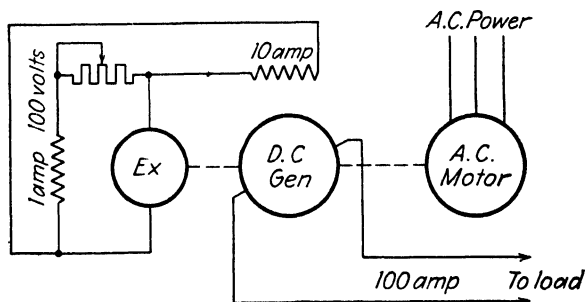 A.C. Power
10 amp
100 volts
1 amp
Ex
D.C
Gen
A.C.
Motor
100 amp
To load